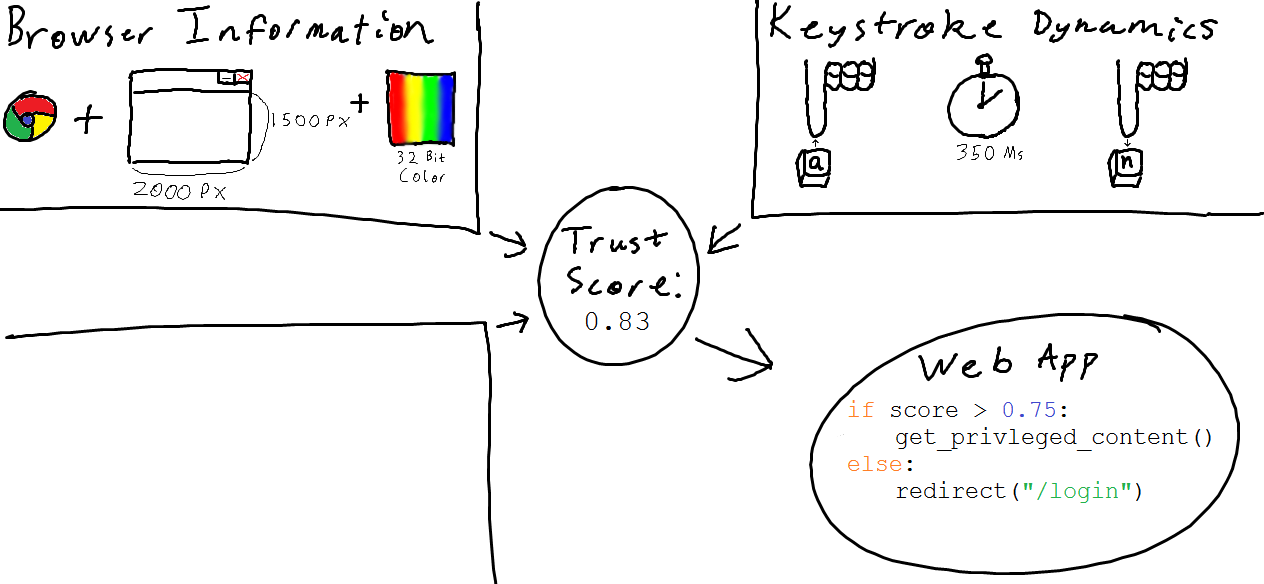 Browser Information
+
1500 PX
+
2000 PX
32 Bit
Color
Keystroke Dynamics
350 Ms
a
n
Trust
Score:
0.83
Web App
if score > 0.75:
get_privleged_content()
else:
redirect("/login")